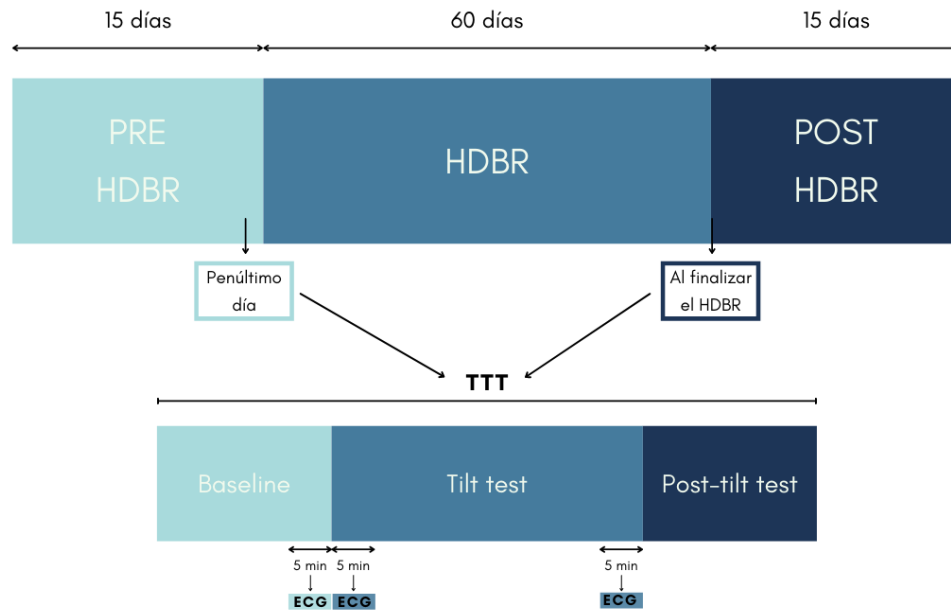 15 días
60 días
15 días
PRE
HDBR
HDBR
POST
HDBR
Penúltimo
día
Al finalizar
el HDBR
TTT
Baseline
Tilt test
Post-tilt test
5 min
5 min
5 min
ECG
ECG
ECG